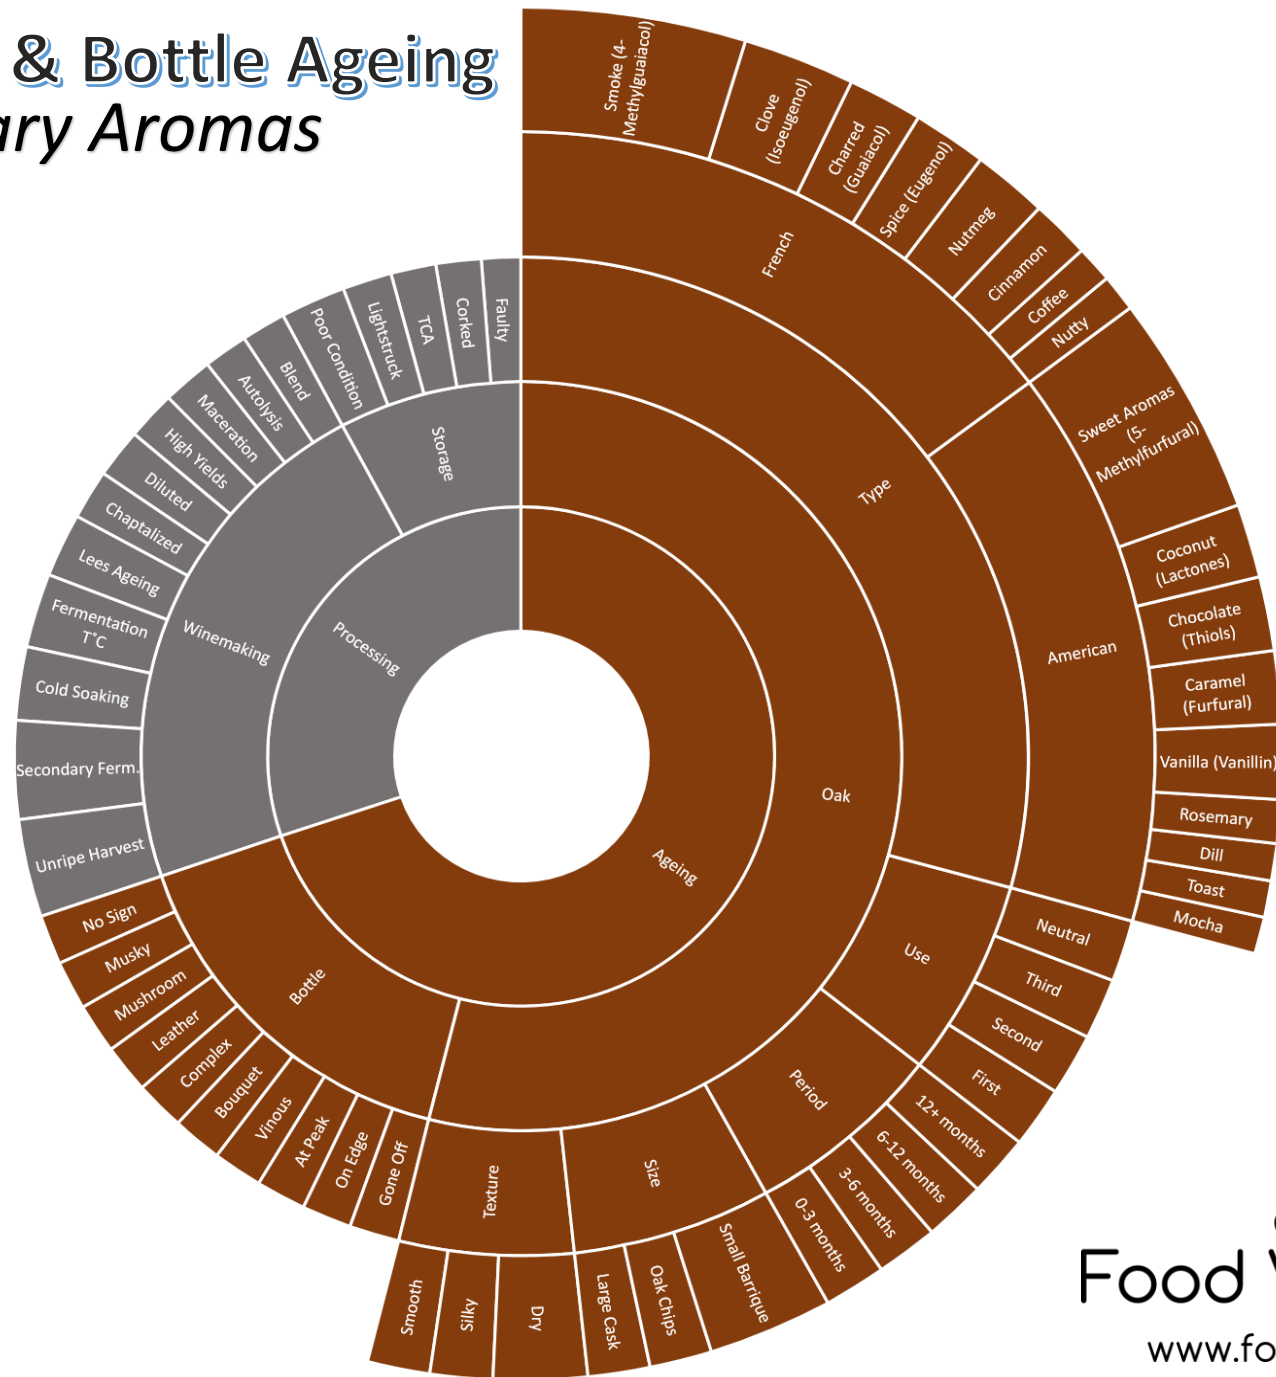 & Bottle Ageing
ary Aromas
Smoke (4-
Methylguaiacol)
Clove
(Isoeugenol)
Charred
(Guaiacol)
Spice (Eugenol)
Nutmeg
Cinnamon
Coffee
Nutty
French
Sweet Aromas
(5-
Methylfurfural)
Coconut
(Lactones)
Chocolate
(Thiols)
Caramel
(Furfural)
Vanilla (Vanillin)
Rosemary
Dill
Toast
Mocha
American
Type
Neutral
Third
Second
First
Use
12+ months
6-12 months
3-6 months
0-3 months
Period
Small Barrique
Oak Chips
Large Cask
Size
Dry
Silky
Smooth
Texture
Oak
Gone Off
On Edge
At Peak
Vinous
Bouquet
Complex
Leather
Mushroom
Musky
No Sign
Bottle
Ageing
Unripe Harvest
Secondary Ferm.
Cold Soaking
Fermentation
T°C
Lees Ageing
Chaptalized
Diluted
High Yields
Maceration
Autolysis
Blend
Winemaking
Poor Condition
Lightstruck
TCA
Corked
Faulty
Storage
Processing
Food
www.fo